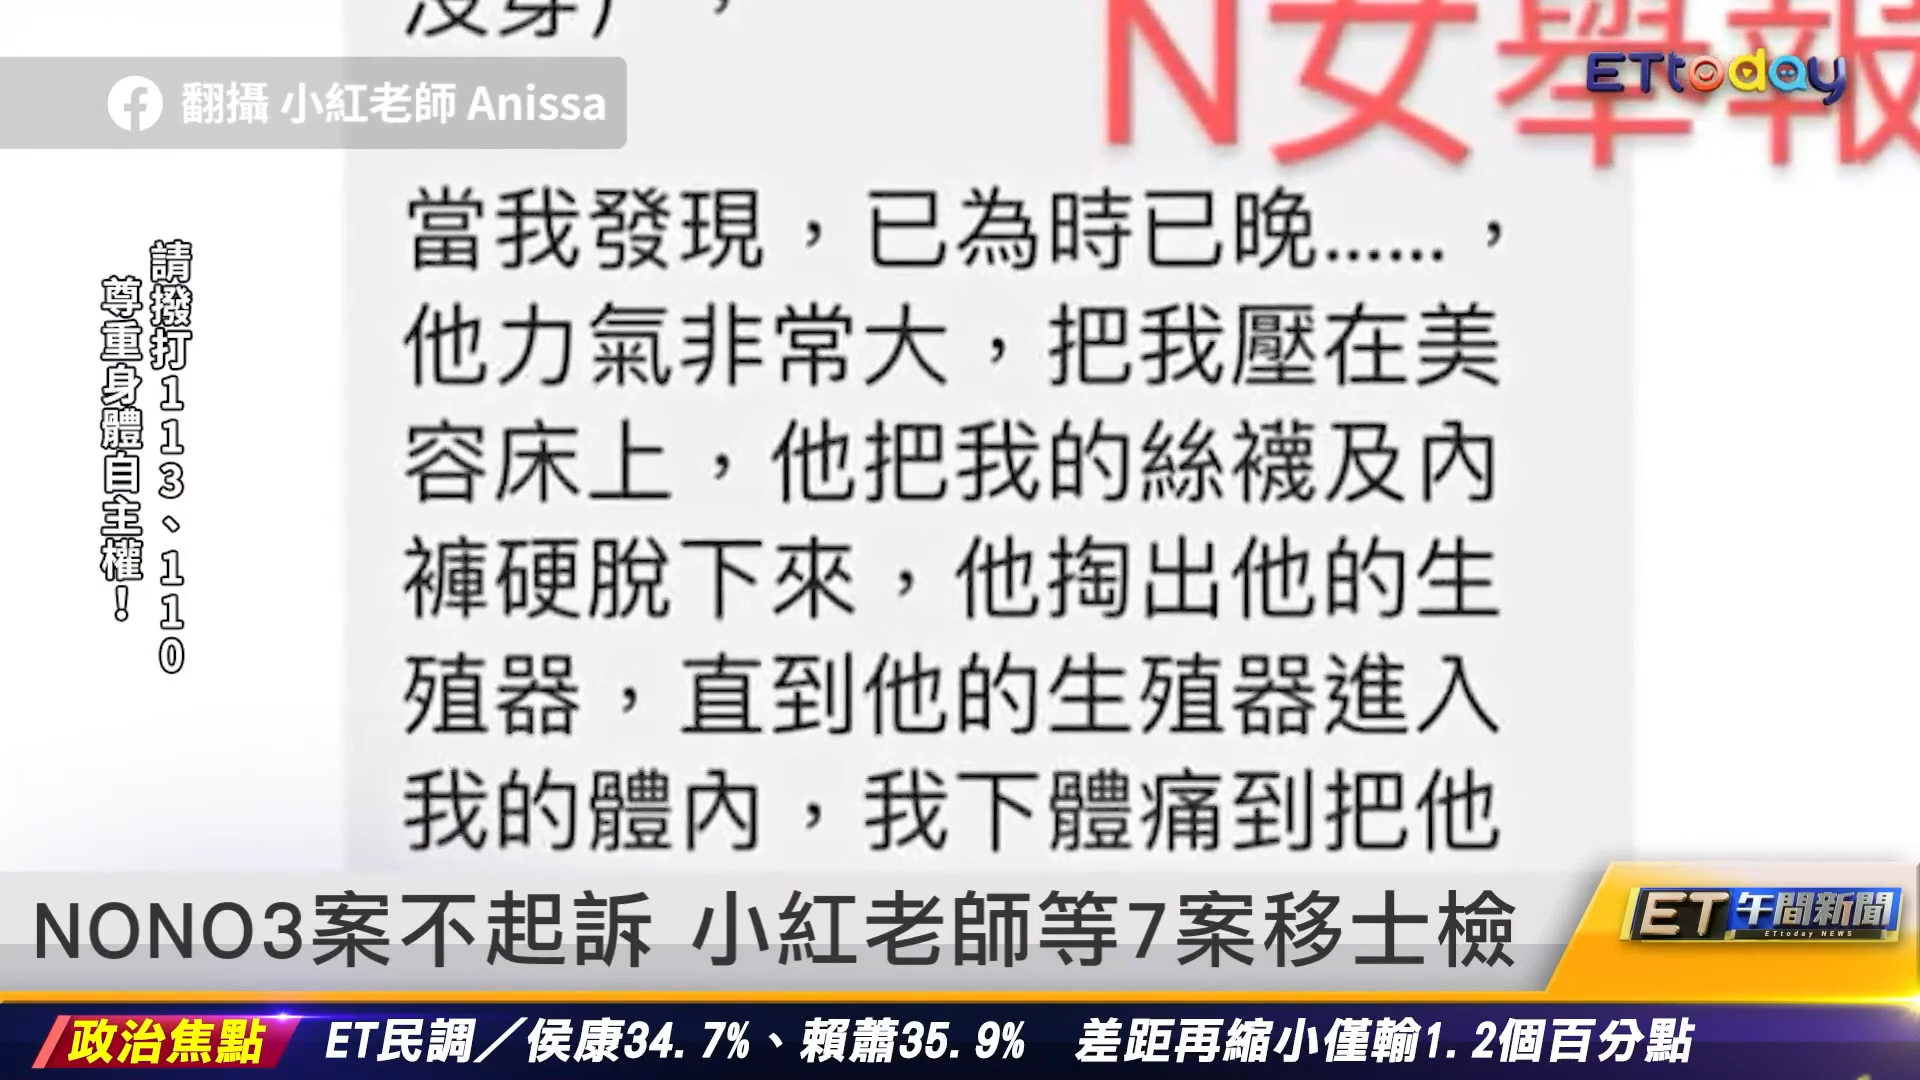 沒穿），
N女舉報
ETtoday
翻攝 小紅老師 Anissa
請撥打113、110
尊重身體自主權！
當我發現，已為時已晚......，
他力氣非常大，把我壓在美
容床上，他把我的絲襪及內
褲硬脫下來，他掏出他的生
殖器，直到他的生殖器進入
我的體內，我下體痛到把他
NONO3案不起訴 小紅老師等7案移士檢
ET午間新聞
ETtoday NEWS
政治焦點
ET民調／侯康34.7%、賴蕭35.9% 差距再縮小僅輸1.2個百分點